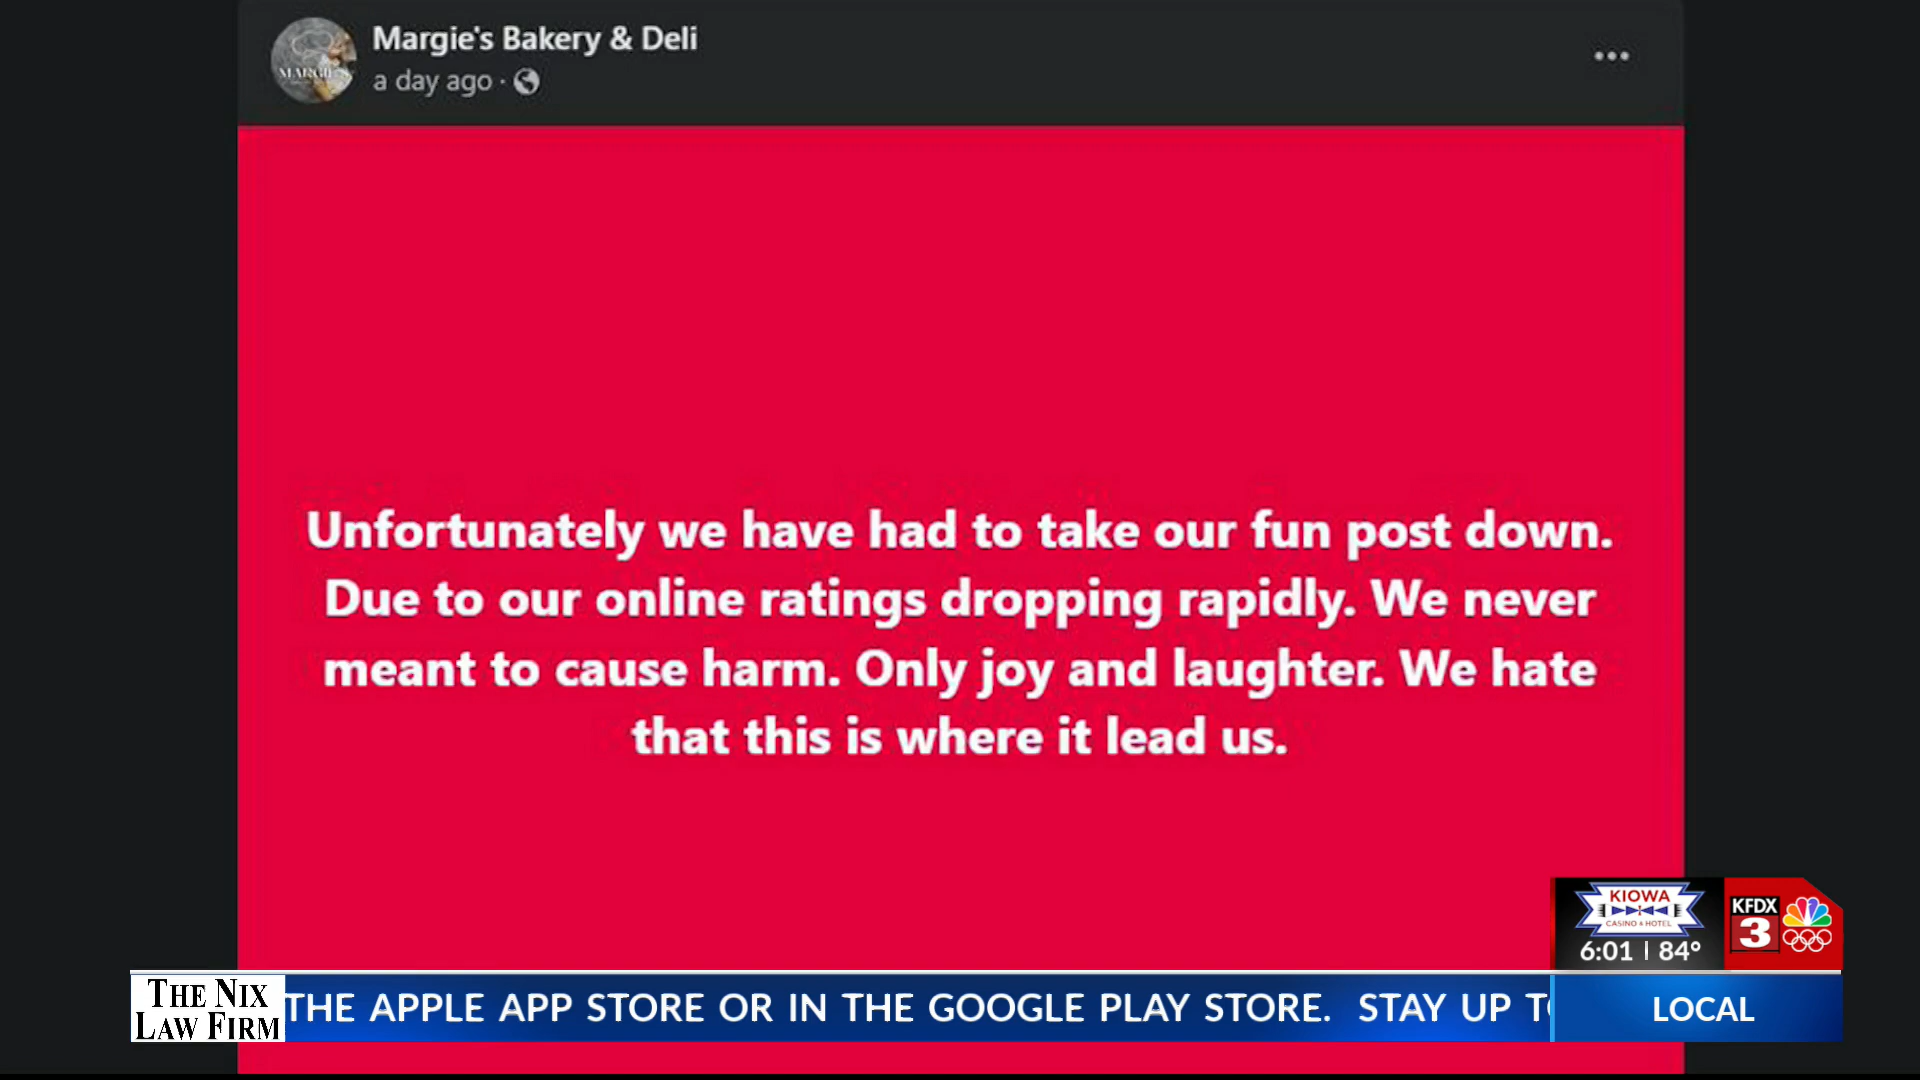 Margie's Bakery & Deli
a day ago ·
MARGIE'S
Unfortunately we have had to take our fun post down.
Due to our online ratings dropping rapidly. We never
meant to cause harm. Only joy and laughter. We hate
that this is where it lead us.
KIOWA
CASINO & HOTEL
6:01 | 84°
KFDX
3
THE NIX
LAW FIRM
THE APPLE APP STORE OR IN THE GOOGLE PLAY STORE. STAY UP
LOCAL